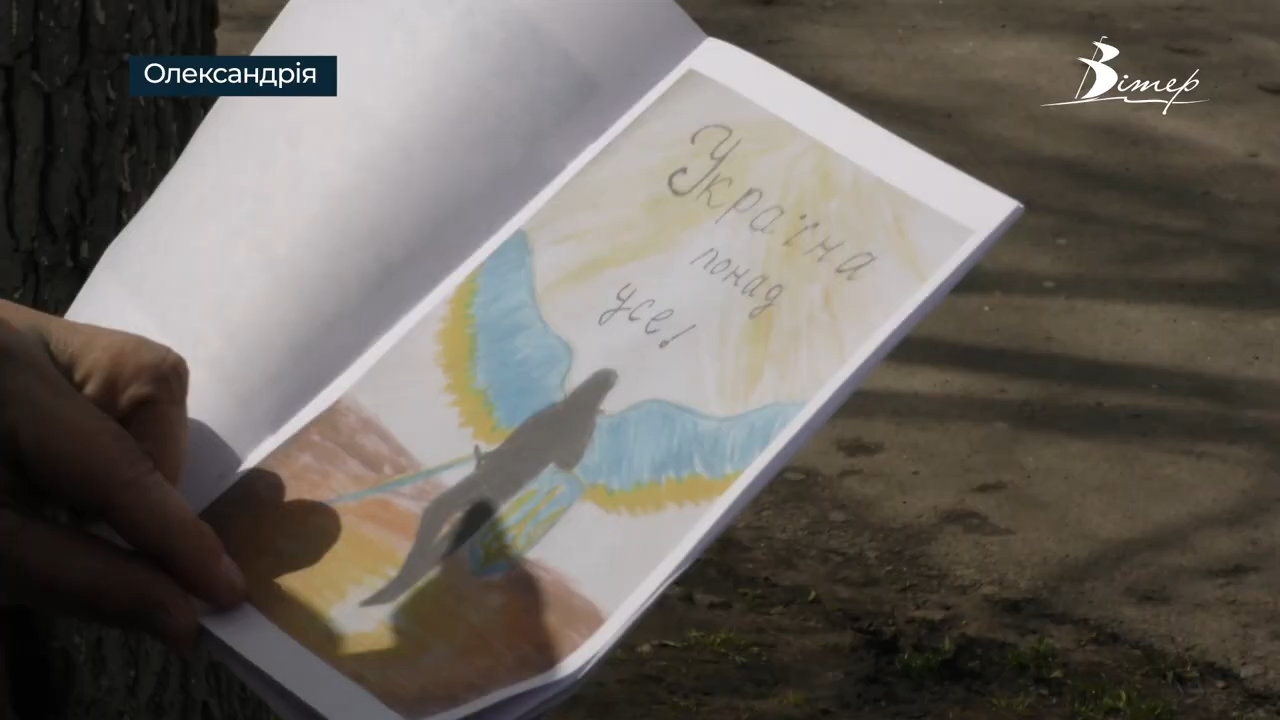 Олександрія
Вітер
Україна
понад
усе!